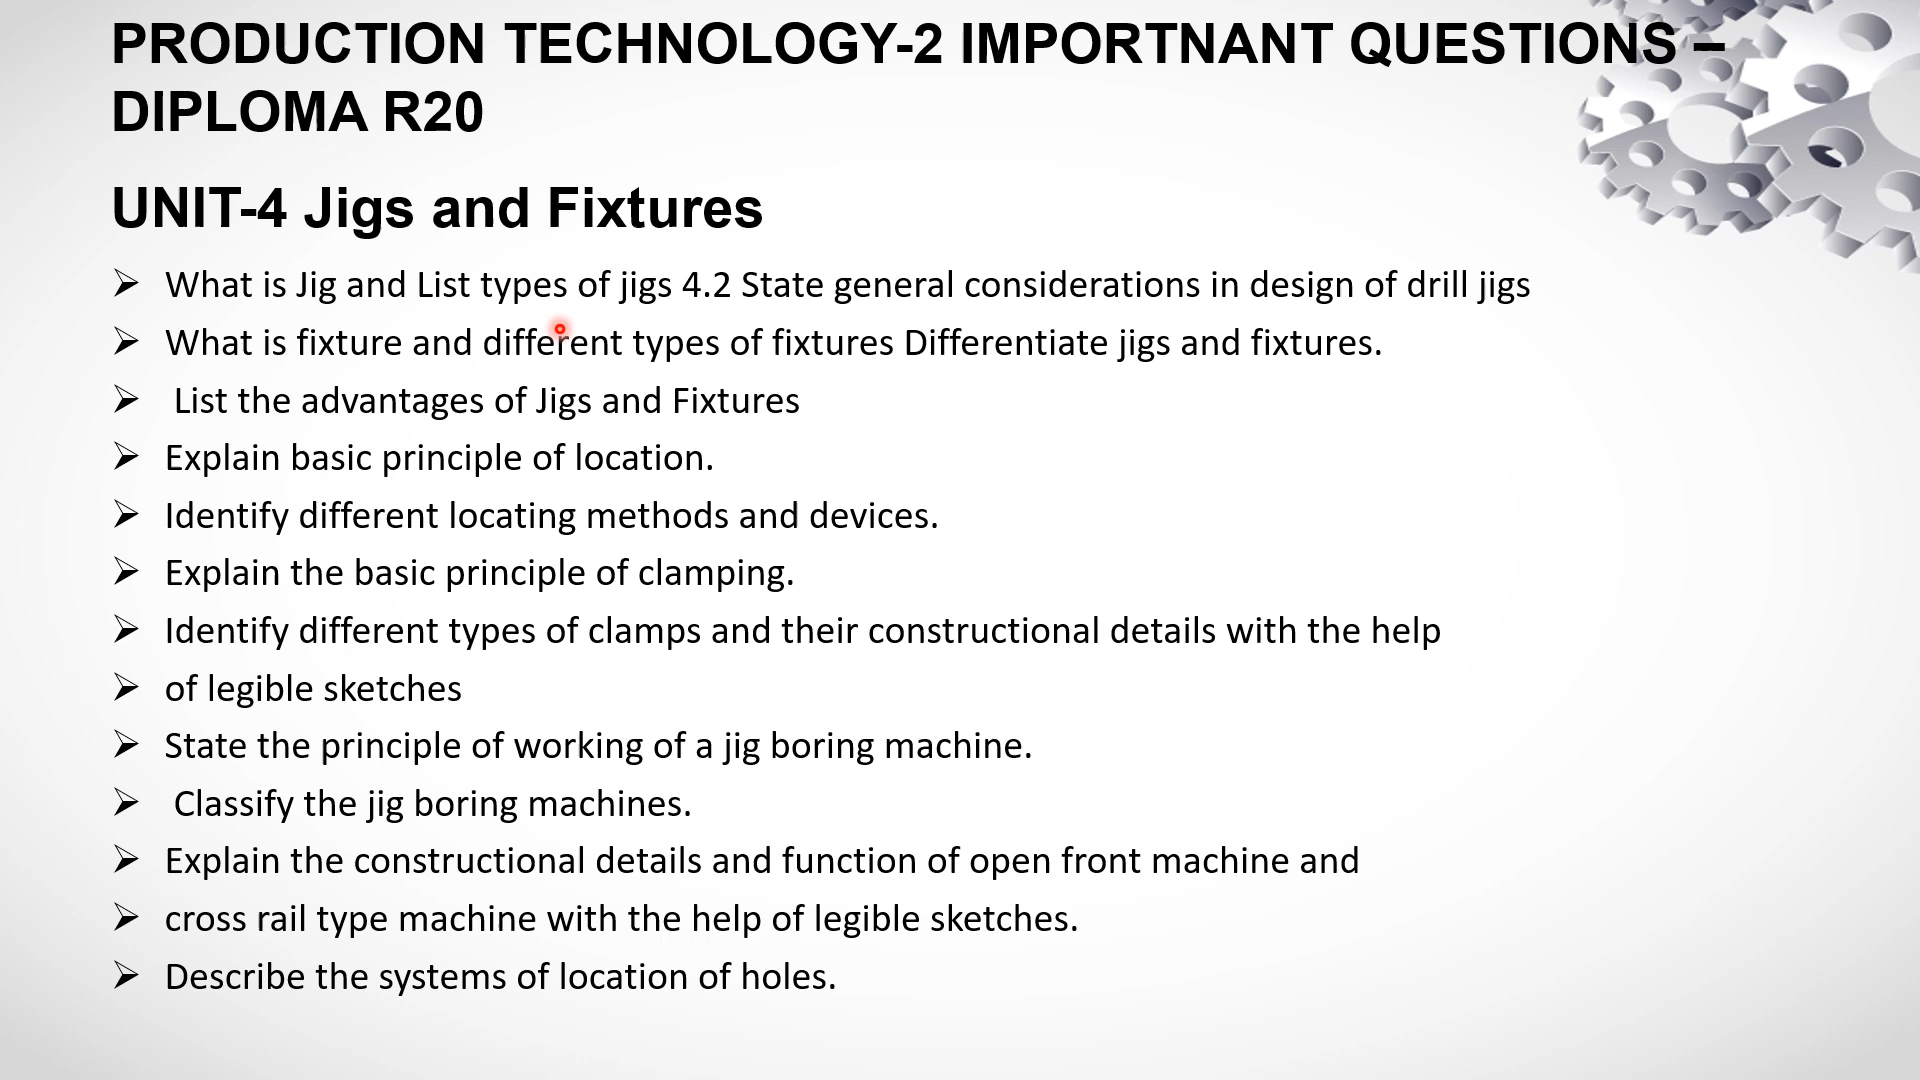 PRODUCTION TECHNOLOGY-2 IMPORTNANT QUESTIONS –
DIPLOMA R20
UNIT-4 Jigs and Fixtures
➢ What is Jig and List types of jigs 4.2 State general considerations in design of drill jigs
➢ What is fixture and different types of fixtures Differentiate jigs and fixtures.
➢ List the advantages of Jigs and Fixtures
➢ Explain basic principle of location.
➢ Identify different locating methods and devices.
➢ Explain the basic principle of clamping.
➢ Identify different types of clamps and their constructional details with the help
➢ of legible sketches
➢ State the principle of working of a jig boring machine.
➢ Classify the jig boring machines.
➢ Explain the constructional details and function of open front machine and
➢ cross rail type machine with the help of legible sketches.
➢ Describe the systems of location of holes.